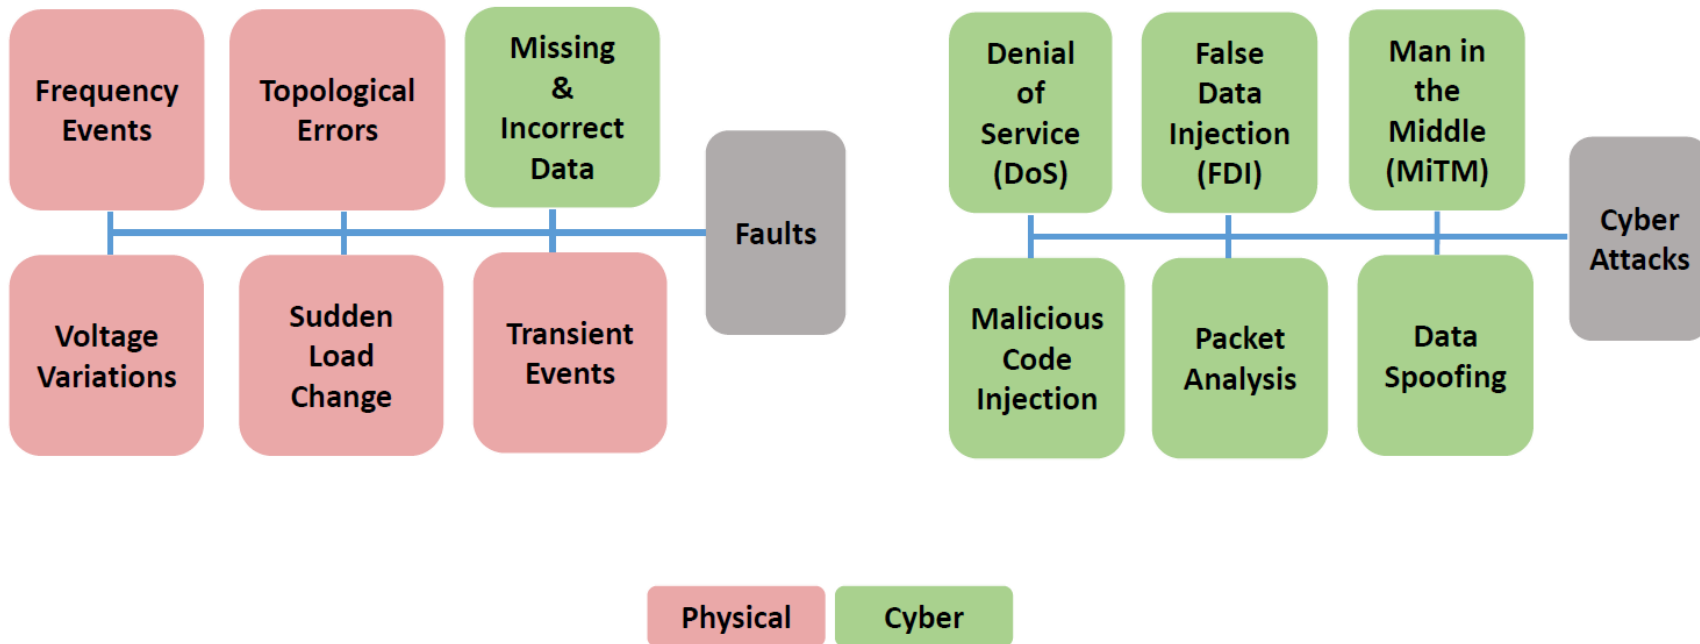 Frequency
Events
Topological
Errors
Missing
&
Incorrect
Data
Faults
Voltage
Variations
Sudden
Load
Change
Transient
Events
Denial
of
Service
(DoS)
False
Data
Injection
(FDI)
Man in
the
Middle
(MiTM)
Cyber
Attacks
Malicious
Code
Injection
Packet
Analysis
Data
Spoofing
Physical
Cyber